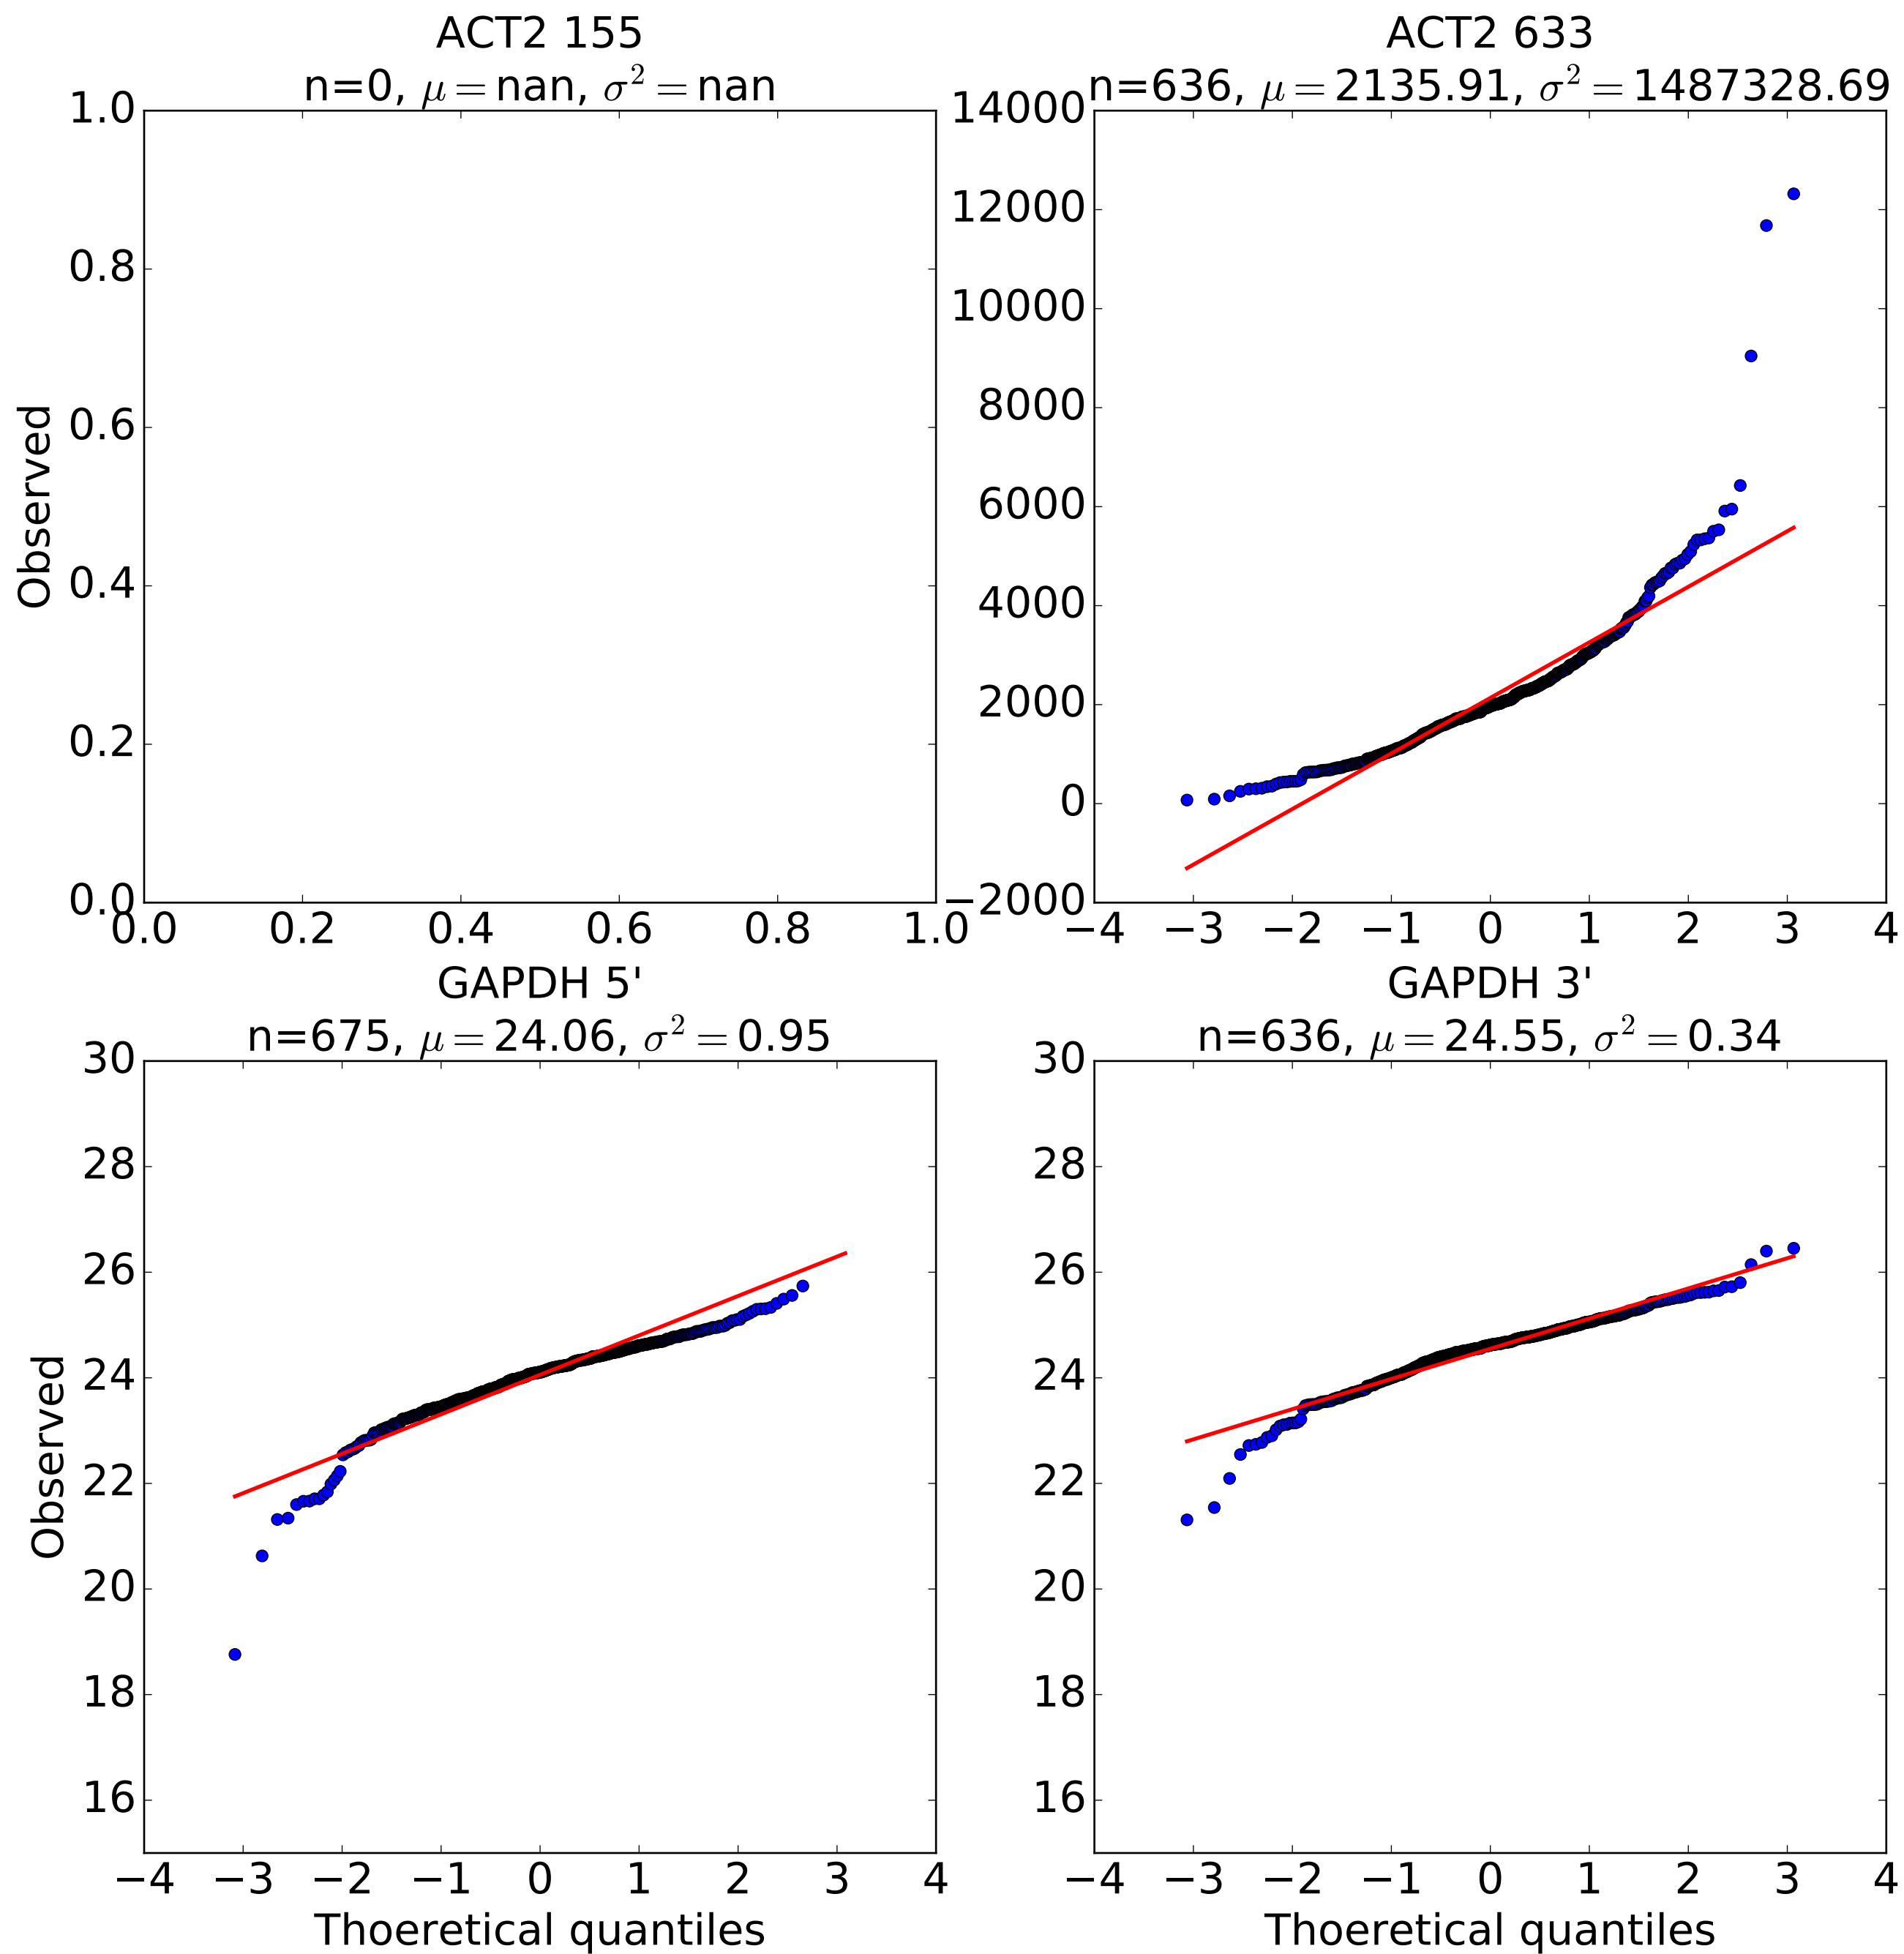 ACT2 155
n=0, μ = nan, σ² = nan
1.0
0.8
0.6
0.4
0.2
0.0
Observed
0.0 0.2 0.4 0.6 0.8 1.0
ACT2 633
n=636, μ = 2135.91, σ² = 1487328.69
14000
12000
10000
8000
6000
4000
2000
0
−2000
−4 −3 −2 −1 0 1 2 3 4
GAPDH 5'
n=675, μ = 24.06, σ² = 0.95
30
28
26
24
22
20
18
16
Observed
−4 −3 −2 −1 0 1 2 3 4
Thoeretical quantiles
GAPDH 3'
n=636, μ = 24.55, σ² = 0.34
30
28
26
24
22
20
18
16
−4 −3 −2 −1 0 1 2 3 4
Thoeretical quantiles